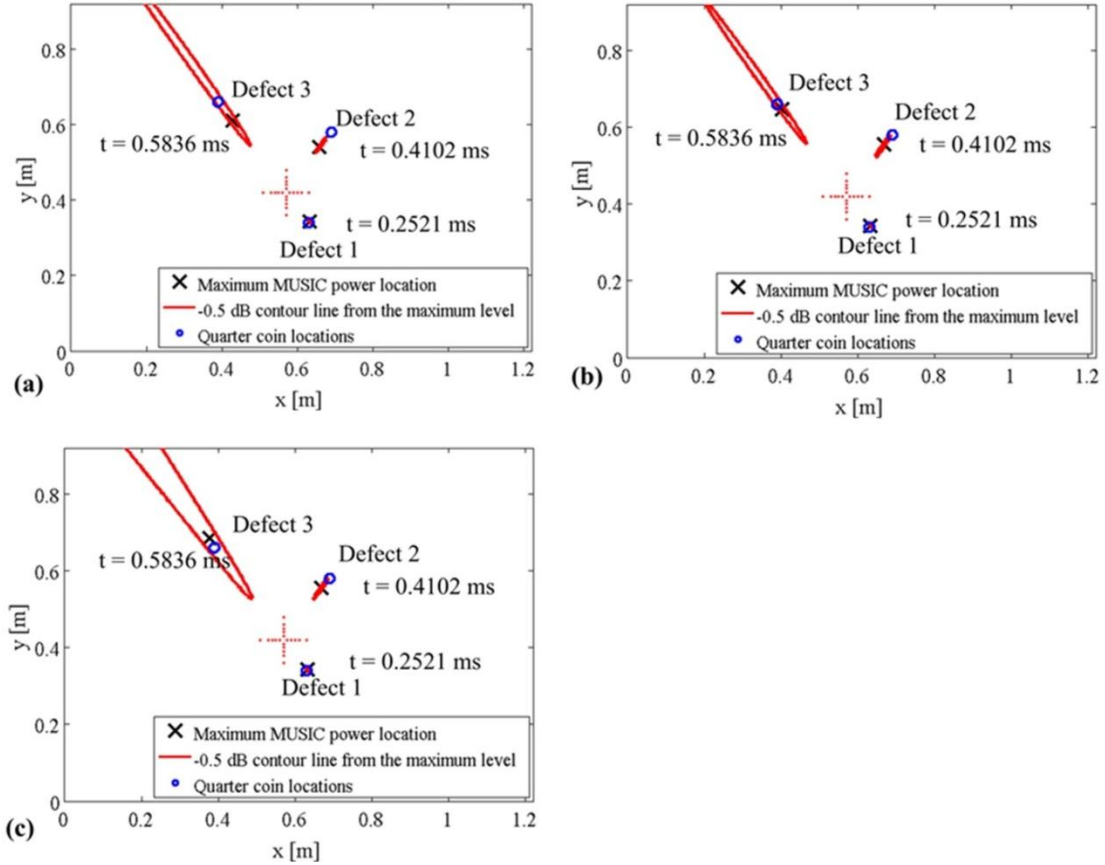 0.8
y [m]
0.6
0.4
0.2
0
Defect 3
Defect 2
t = 0.5836 ms
t = 0.4102 ms
t = 0.2521 ms
Defect 1
Maximum MUSIC power location
-0.5 dB contour line from the maximum level
Quarter coin locations
0 0.2 0.4 0.6 0.8 1 1.2
(a)
x [m]
0.8
y [m]
0.6
0.4
0.2
0
Defect 3
Defect 2
t = 0.5836 ms
t = 0.4102 ms
t = 0.2521 ms
Defect 1
Maximum MUSIC power location
-0.5 dB contour line from the maximum level
Quarter coin locations
0 0.2 0.4 0.6 0.8 1 1.2
(b)
x [m]
0.8
y [m]
0.6
0.4
0.2
0
Defect 3
Defect 2
t = 0.5836 ms
t = 0.4102 ms
t = 0.2521 ms
Defect 1
Maximum MUSIC power location
-0.5 dB contour line from the maximum level
Quarter coin locations
0 0.2 0.4 0.6 0.8 1 1.2
(c)
x [m]